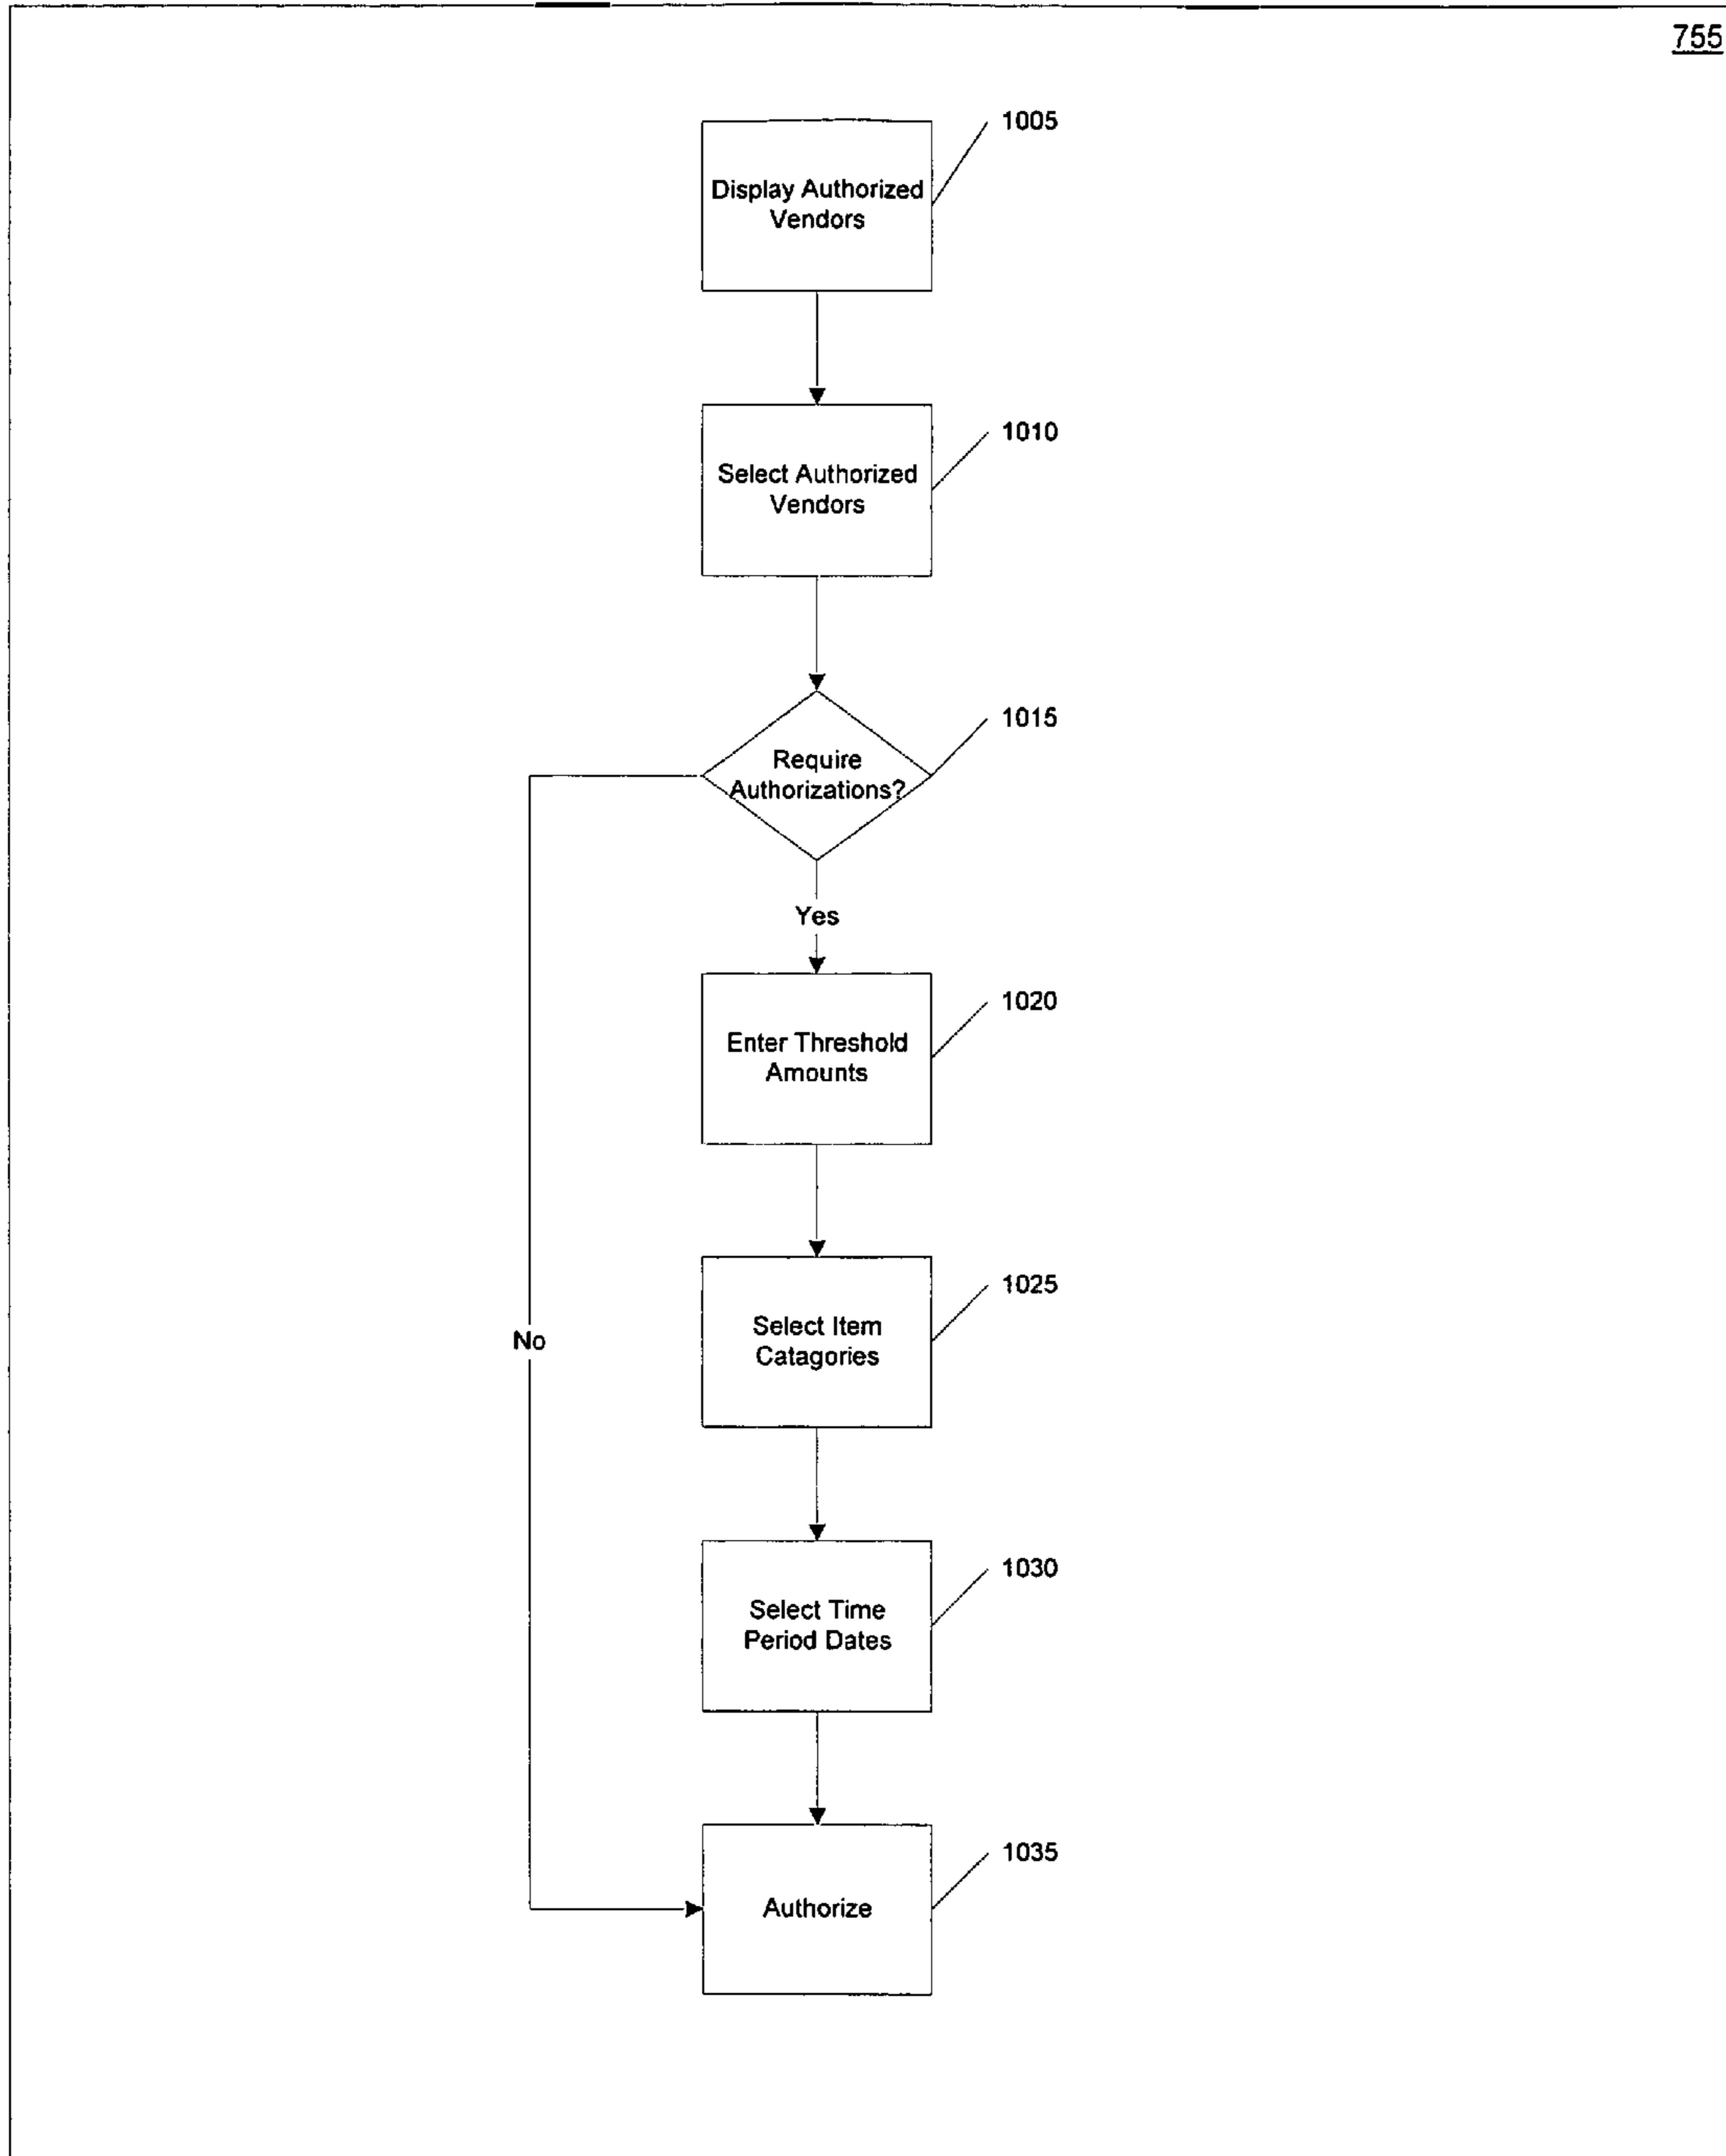 755
1005
Display Authorized
Vendors
1010
Select Authorized
Vendors
1015
Require
Authorizations?
Yes
1020
Enter Threshold
Amounts
1025
Select Item
Catagories
No
1030
Select Time
Period Dates
1035
Authorize